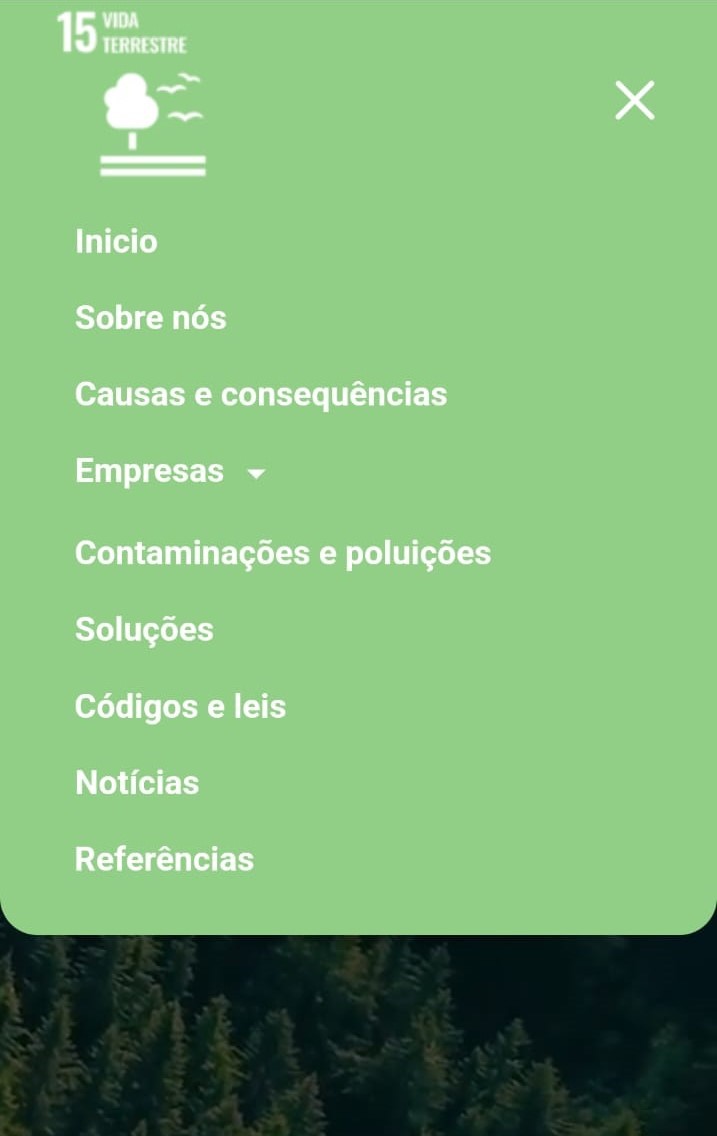 15 VIDA
TERRESTRE
Inicio
Sobre nós
Causas e consequências
Empresas
Contaminações e poluições
Soluções
Códigos e leis
Notícias
Referências